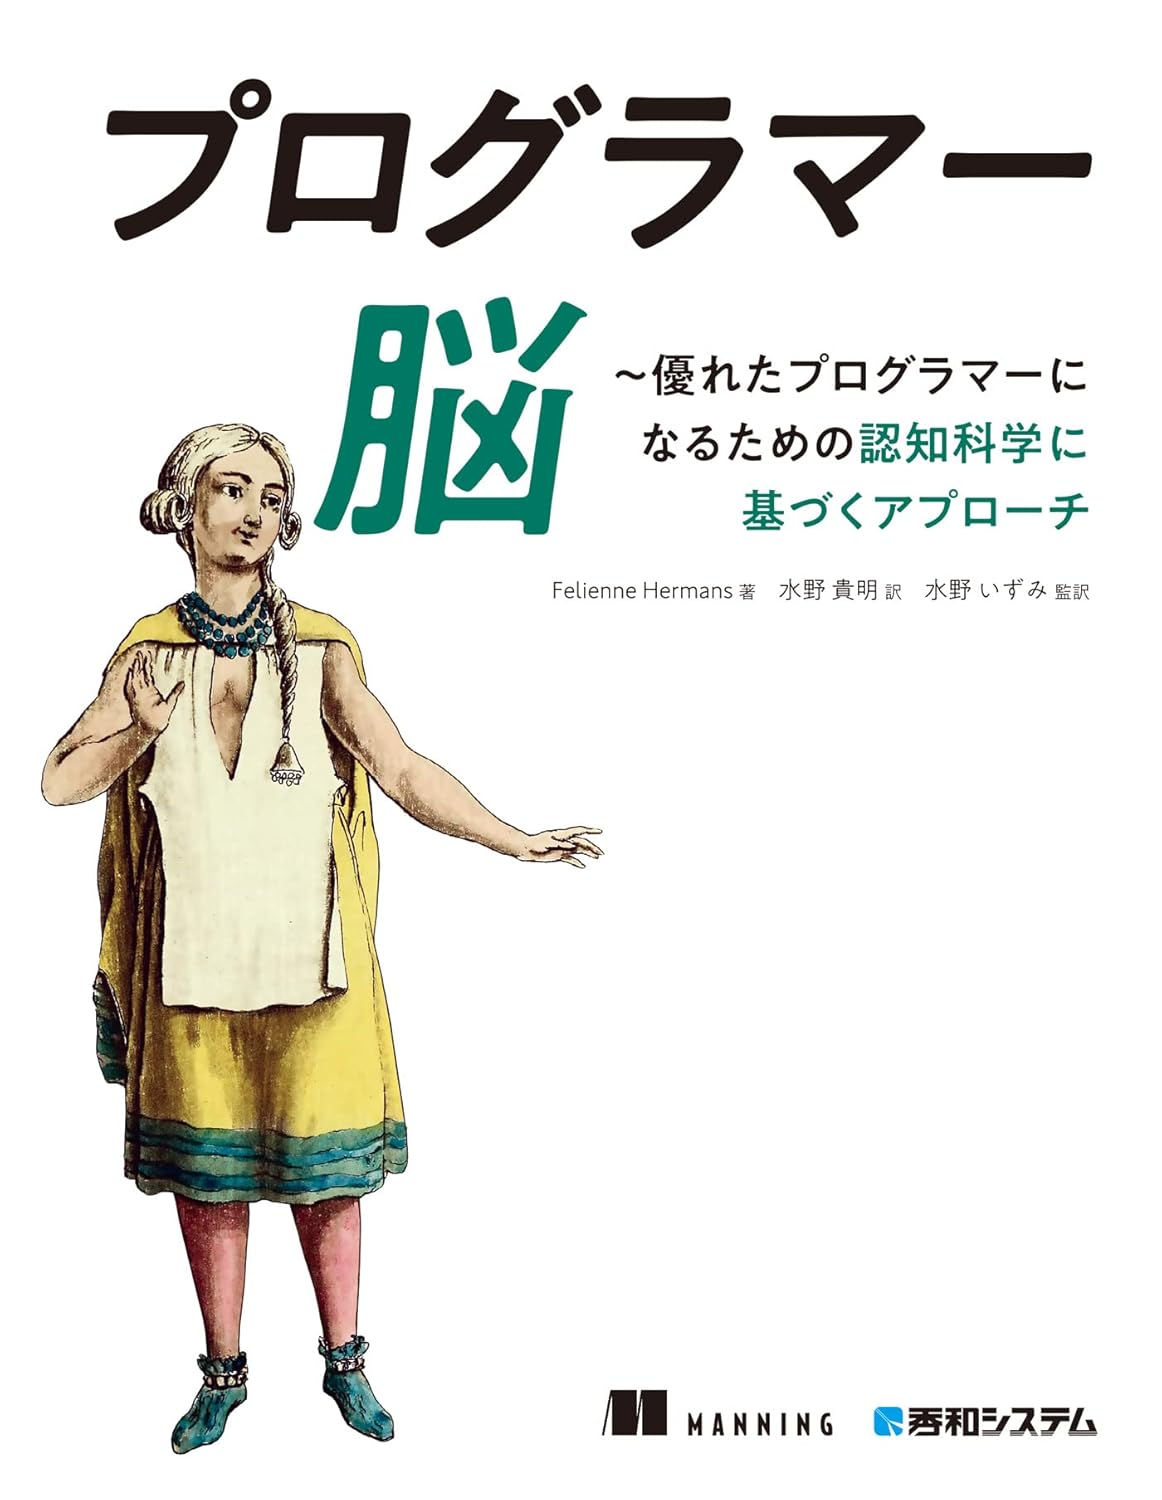 プログラマー
脳
~優れたプログラマーに
なるための認知科学に
基づくアプローチ
Felienne Hermans 著 水野 貴明 訳 水野 いずみ 監訳
MANNING 秀和システム